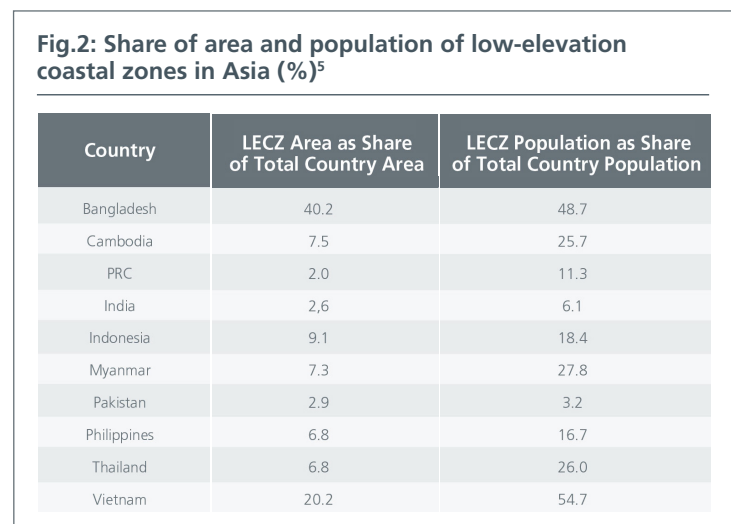 Fig.2: Share of area and population of low-elevation
coastal zones in Asia (%)5
Country
LECZ Area as Share
of Total Country Area
LECZ Population as Share
of Total Country Population
Bangladesh 40.2 48.7
Cambodia 7.5 25.7
PRC 2.0 11.3
India 2,6 6.1
Indonesia 9.1 18.4
Myanmar 7.3 27.8
Pakistan 2.9 3.2
Philippines 6.8 16.7
Thailand 6.8 26.0
Vietnam 20.2 54.7